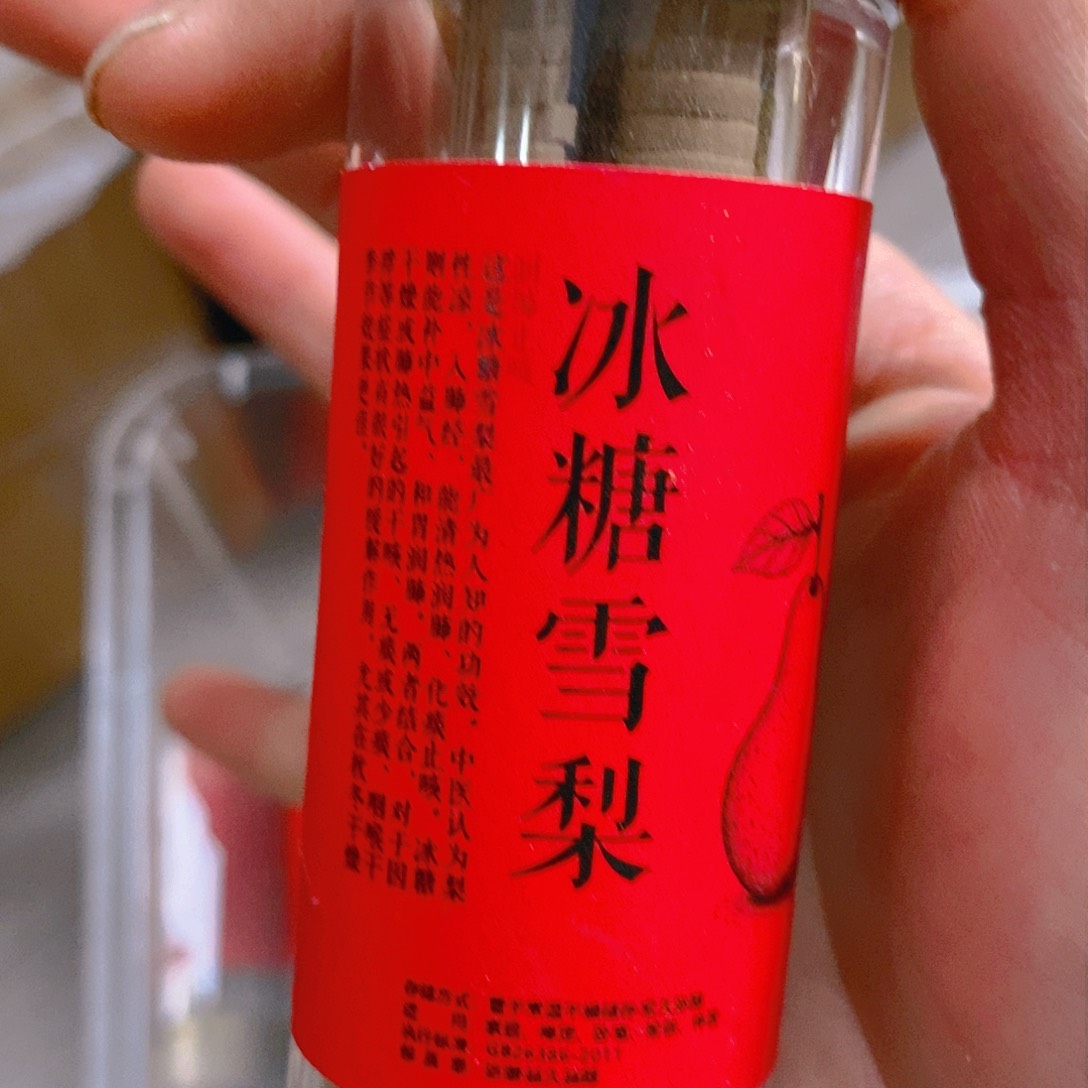 冰糖雪梨
这是冰糖雪梨最广为人知的功效，中医认为梨
性凉，入肺经，能清热润肺、化痰止咳。冰糖
则能补中益气、和胃润肺。两者结合，对于因
干燥或肺热引起的干咳、无痰或少痰、咽喉干
痒等症状有很好的缓解作用，尤其在秋冬干燥
季节效果更佳。
GB26386-2011